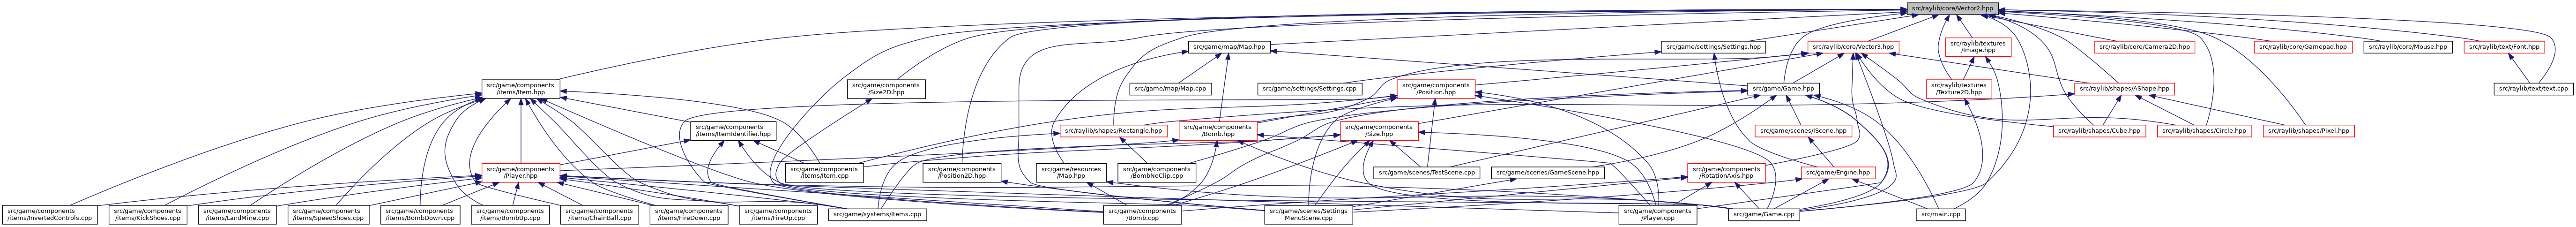 src/raylib/core/Vector2.hpp
src/game/map/Map.hpp
src/game/settings/Settings.hpp
src/raylib/core/Vector3.hpp
src/raylib/textures
/Image.hpp
src/raylib/core/Camera2D.hpp
src/raylib/core/Gamepad.hpp
src/raylib/core/Mouse.hpp
src/raylib/text/Font.hpp
src/game/components
/items/Item.hpp
src/game/components
/Size2D.hpp
src/game/map/Map.cpp
src/game/settings/Settings.cpp
src/game/components
/Position.hpp
src/game/Game.hpp
src/raylib/textures
/Texture2D.hpp
src/raylib/shapes/AShape.hpp
src/raylib/text/text.cpp
src/game/components
/items/ItemIdentifier.hpp
src/raylib/shapes/Rectangle.hpp
src/game/components
/Bomb.hpp
src/game/components
/Size.hpp
src/game/scenes/IScene.hpp
src/raylib/shapes/Cube.hpp
src/raylib/shapes/Circle.hpp
src/raylib/shapes/Pixel.hpp
src/game/components
/Player.hpp
src/game/components
/items/Item.cpp
src/game/components
/Position2D.hpp
src/game/resources
/Map.hpp
src/game/components
/BombNoClip.cpp
src/game/scenes/TestScene.cpp
src/game/scenes/GameScene.hpp
src/game/components
/RotationAxis.hpp
src/game/Engine.hpp
src/game/components
/items/InvertedControls.cpp
src/game/components
/items/KickShoes.cpp
src/game/components
/items/LandMine.cpp
src/game/components
/items/SpeedShoes.cpp
src/game/components
/items/BombDown.cpp
src/game/components
/items/BombUp.cpp
src/game/components
/items/ChainBall.cpp
src/game/components
/items/FireDown.cpp
src/game/components
/items/FireUp.cpp
src/game/systems/Items.cpp
src/game/components
/Bomb.cpp
src/game/scenes/Settings
MenuScene.cpp
src/game/components
/Player.cpp
src/game/Game.cpp
src/main.cpp